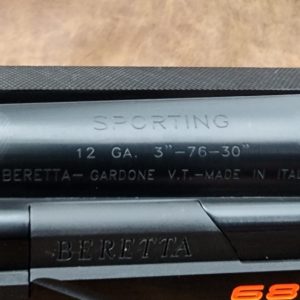 SPORTING
12 GA. 3"-76-30"
BERETTA- GARDONE V.T.-MADE IN ITAL
BERETTA
68